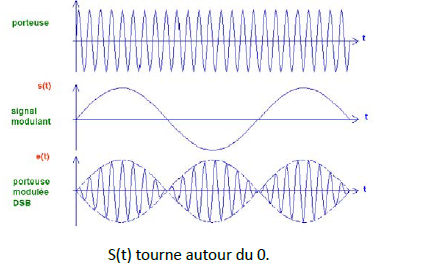 porteuse
t
s(t)
signal
modulant
t
e(t)
porteuse
modulée
DSB
t
S(t) tourne autour du 0.